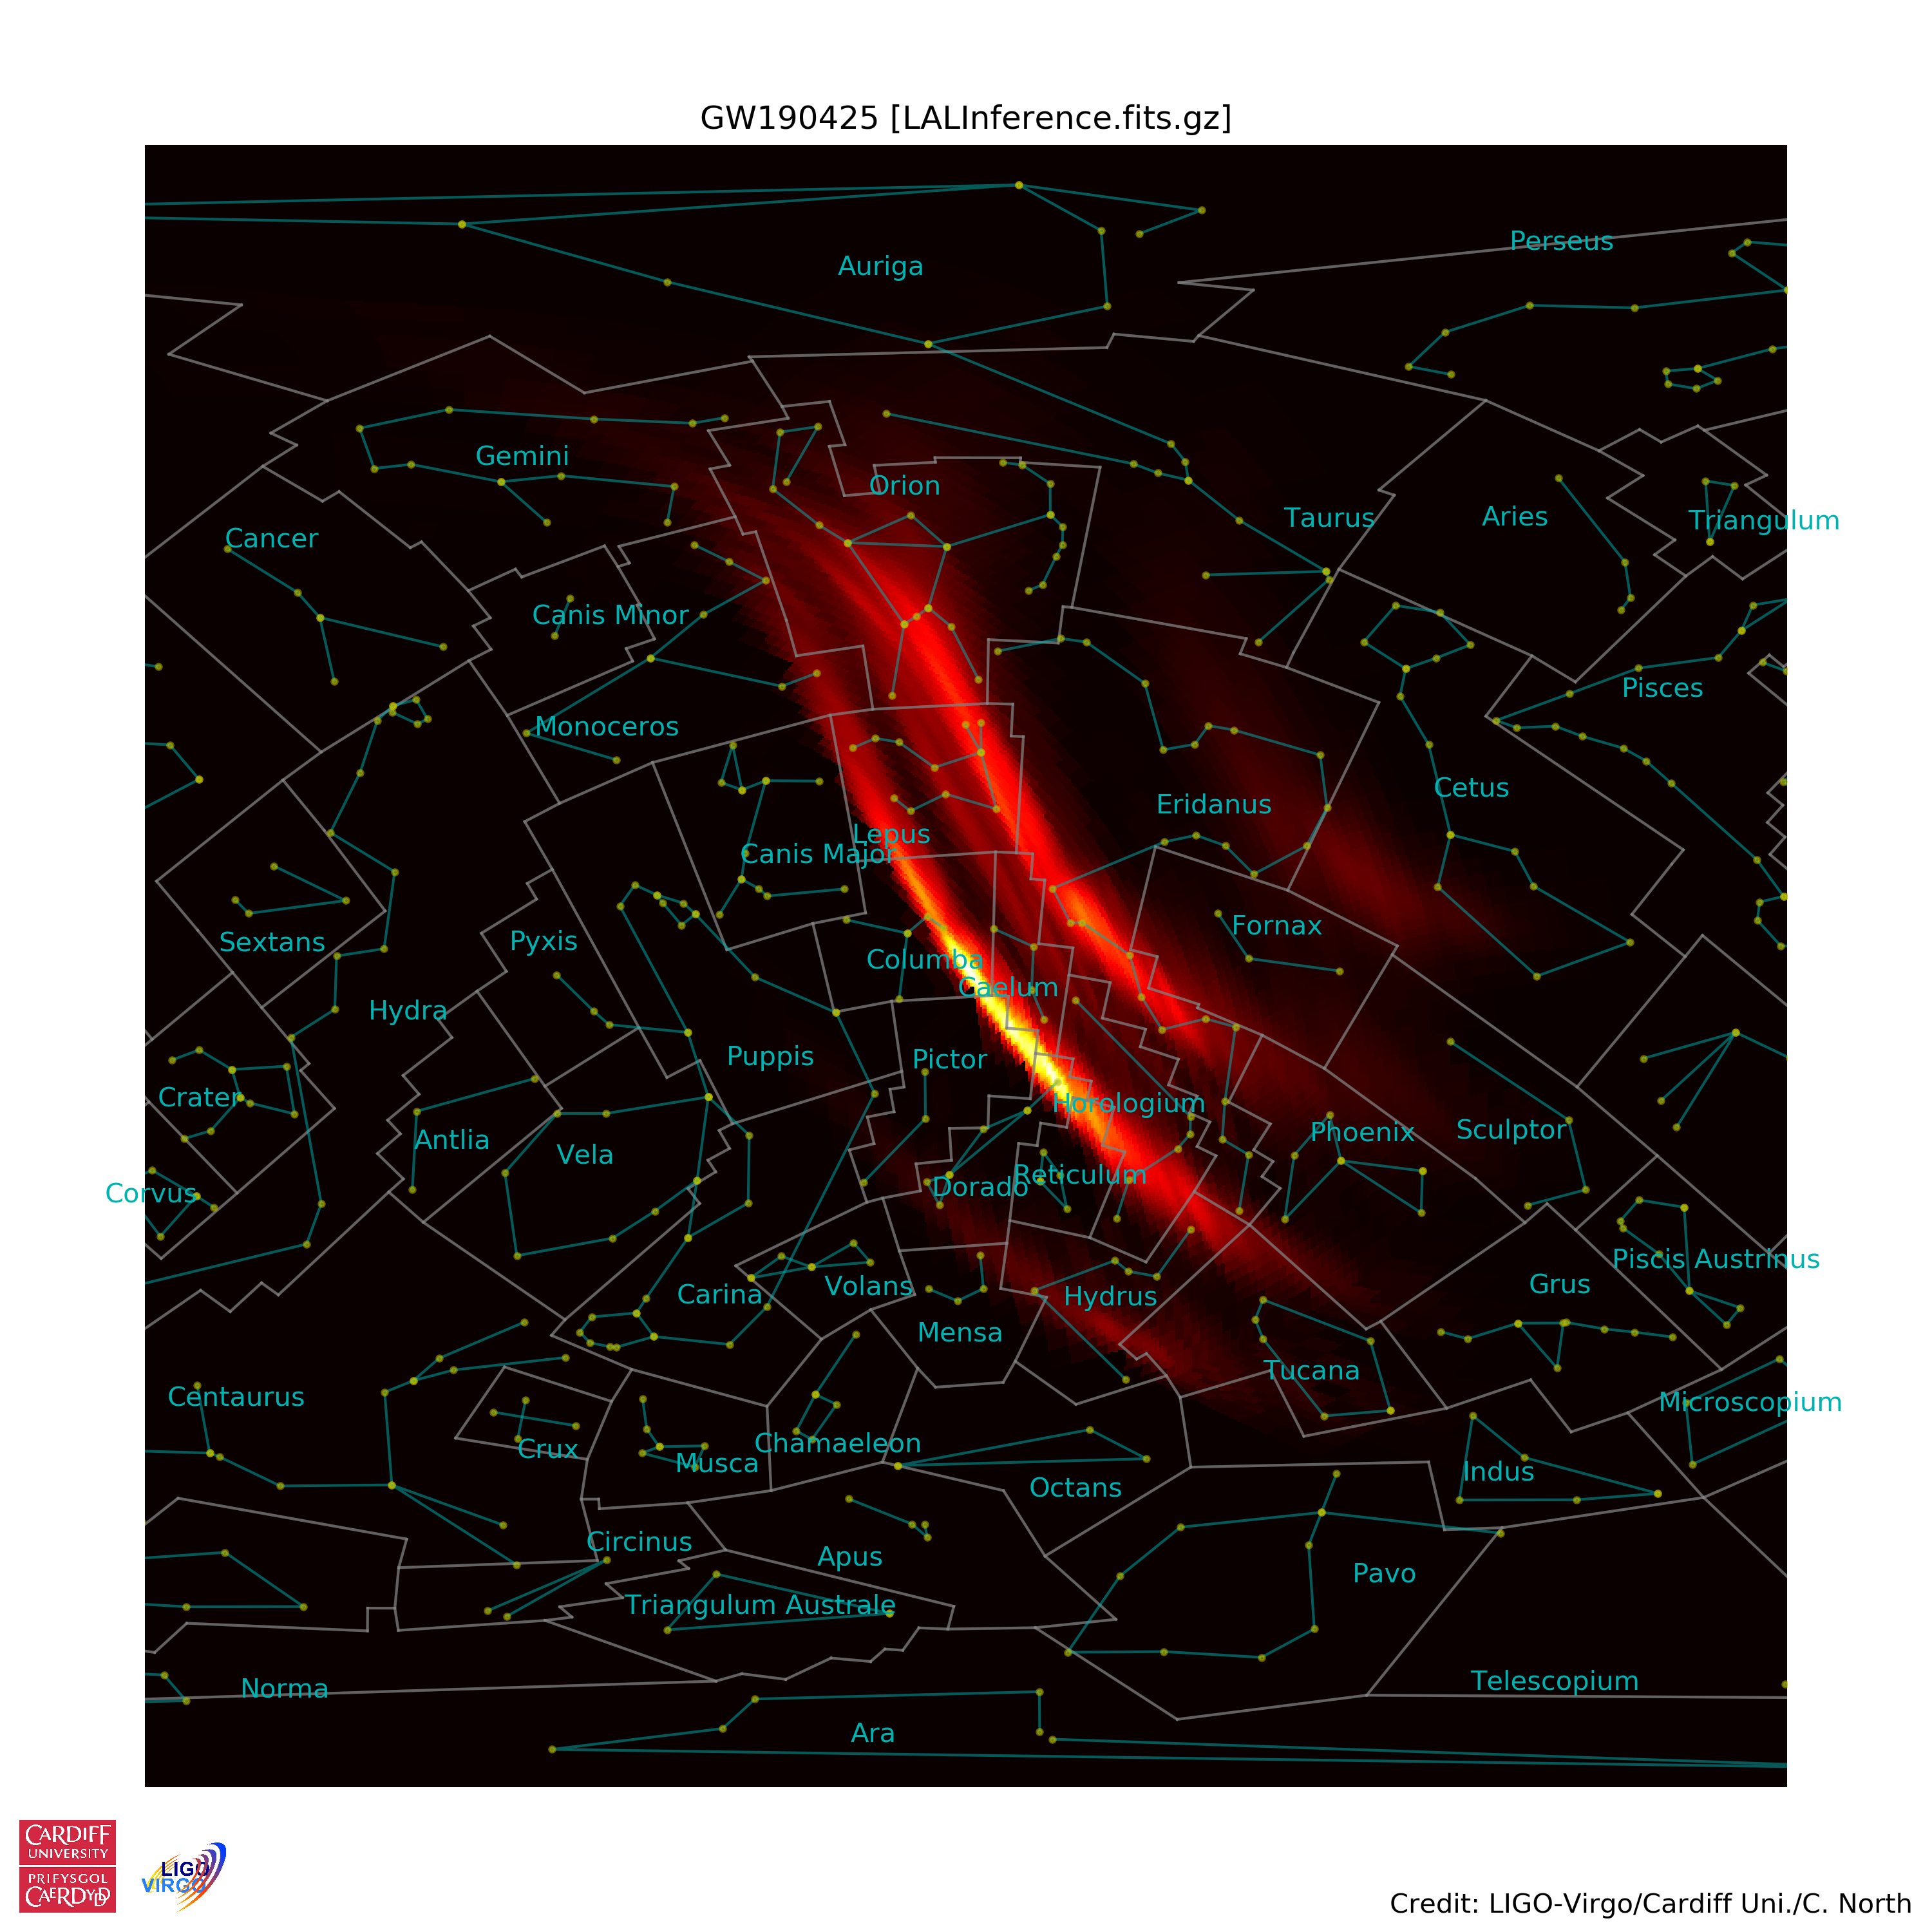 GW190425 [LALInference.fits.gz]
Perseus
Auriga
Gemini
Orion
Taurus
Aries
Triangulum
Cancer
Canis Minor
Pisces
Monoceros
Cetus
Eridanus
Lepus
Canis Major
Fornax
Sextans
Pyxis
Columba
Caelum
Hydra
Puppis
Pictor
Crater
Horologium
Phoenix
Sculptor
Antlia
Vela
Reticulum
Dorado
Corvus
Piscis Austrinus
Grus
Volans
Carina
Hydrus
Mensa
Tucana
Centaurus
Microscopium
Chamaeleon
Crux
Musca
Indus
Octans
Circinus
Apus
Pavo
Triangulum Australe
Telescopium
Norma
Ara
CARDIFF
UNIVERSITY
PRIFYSGOL
CAERDYDD
LIGO
VIRGO
Credit: LIGO-Virgo/Cardiff Uni./C. North